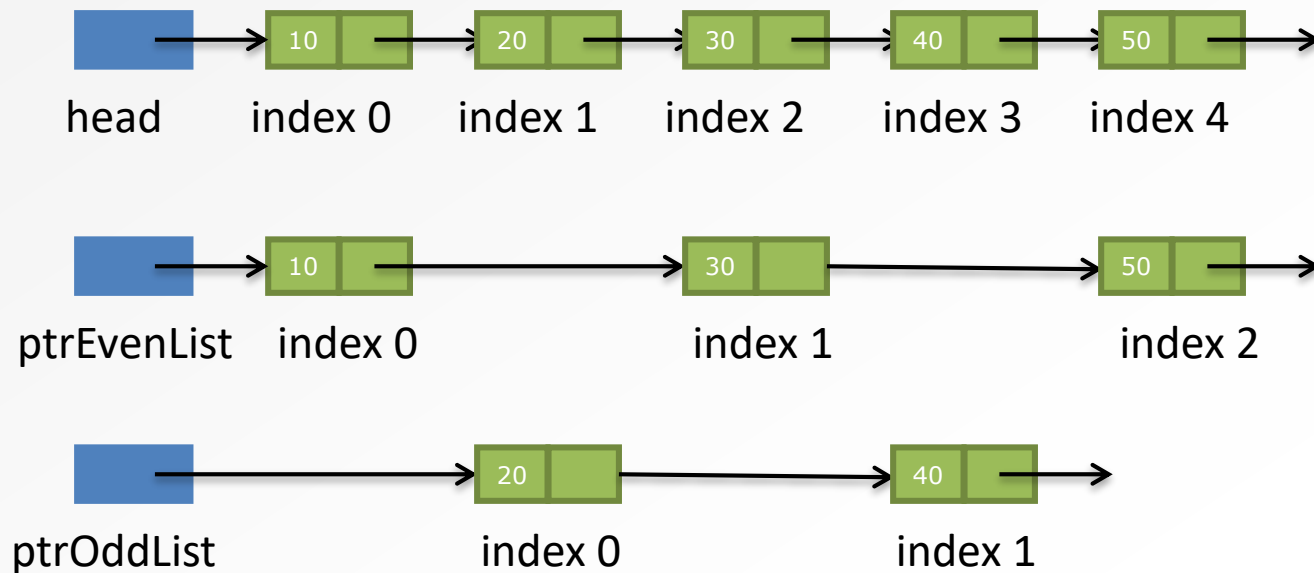 10 20 30 40 50
head index 0 index 1 index 2 index 3 index 4
10 30 50
ptrEvenList index 0 index 1 index 2
20 40
ptrOddList index 0 index 1